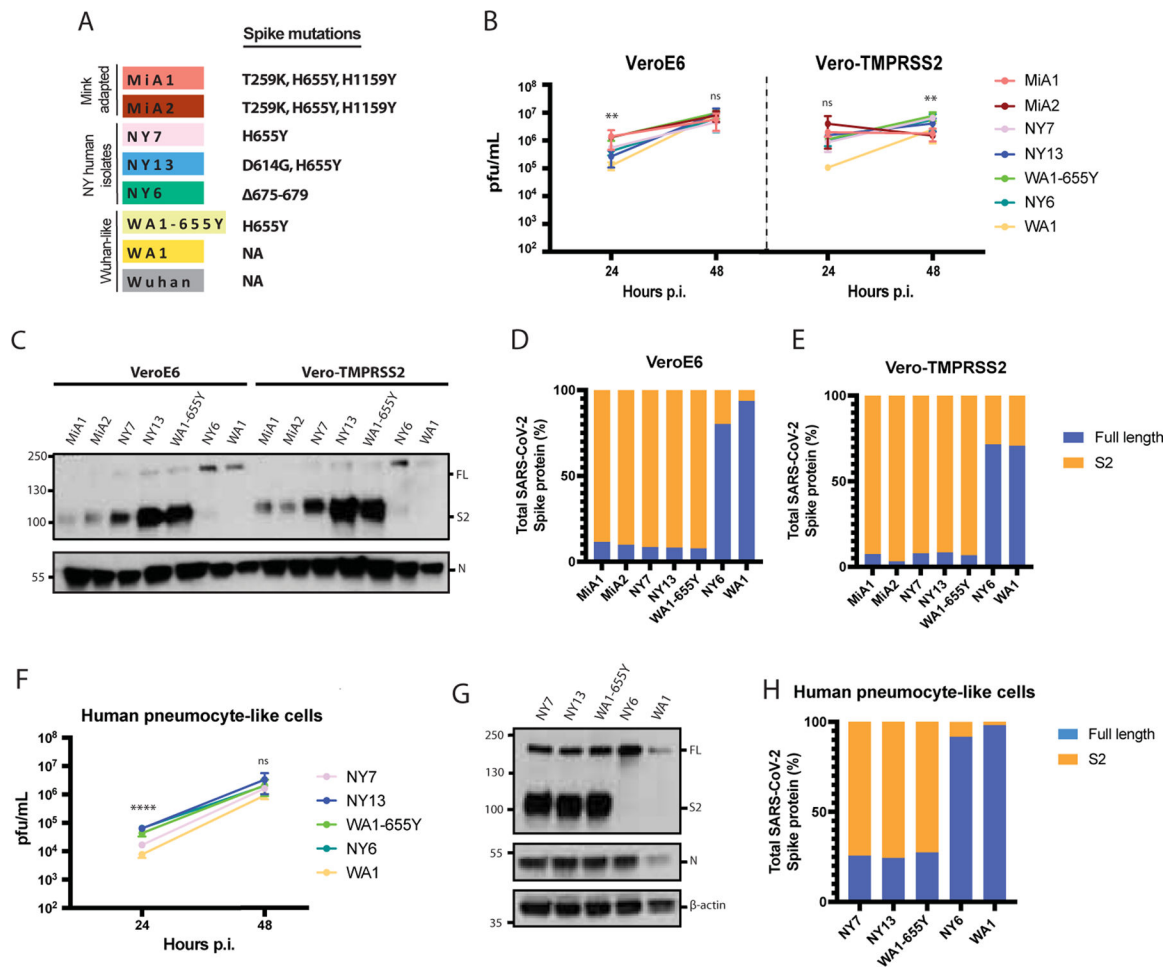 A
Spike mutations
Mink adapted
MiA1 T259K, H655Y, H1159Y
MiA2 T259K, H655Y, H1159Y
NY human isolates
NY7 H655Y
NY13 D614G, H655Y
NY6 Δ675-679
Wuhan-like
WA1-655Y H655Y
WA1 NA
Wuhan NA
B
VeroE6
Vero-TMPRSS2
pfu/mL
10⁸
10⁷
10⁶
10⁵
10⁴
10³
10²
**
ns
ns
**
24 48 24 48
Hours p.i. Hours p.i.
MiA1
MiA2
NY7
NY13
WA1-655Y
NY6
WA1
C
VeroE6 Vero-TMPRSS2
MiA1 MiA2 NY7 NY13 WA1-655Y NY6 WA1 MiA1 MiA2 NY7 NY13 WA1-655Y NY6 WA1
250
130
100
55
FL
S2
N
D
VeroE6
Total SARS-CoV-2
Spike protein (%)
100
50
0
MiA1 MiA2 NY7 NY13 WA1-655Y NY6 WA1
E
Vero-TMPRSS2
Total SARS-CoV-2
Spike protein (%)
100
50
0
MiA1 MiA2 NY7 NY13 WA1-655Y NY6 WA1
Full length
S2
F
Human pneumocyte-like cells
pfu/mL
10⁸
10⁷
10⁶
10⁵
10⁴
10³
10²
****
ns
24 48
Hours p.i.
NY7
NY13
WA1-655Y
NY6
WA1
G
NY7 NY13 WA1-655Y NY6 WA1
250
130
100
55
35
FL
S2
N
β-actin
H
Human pneumocyte-like cells
Total SARS-CoV-2
Spike protein (%)
100
50
0
NY7 NY13 WA1-655Y NY6 WA1
Full length
S2